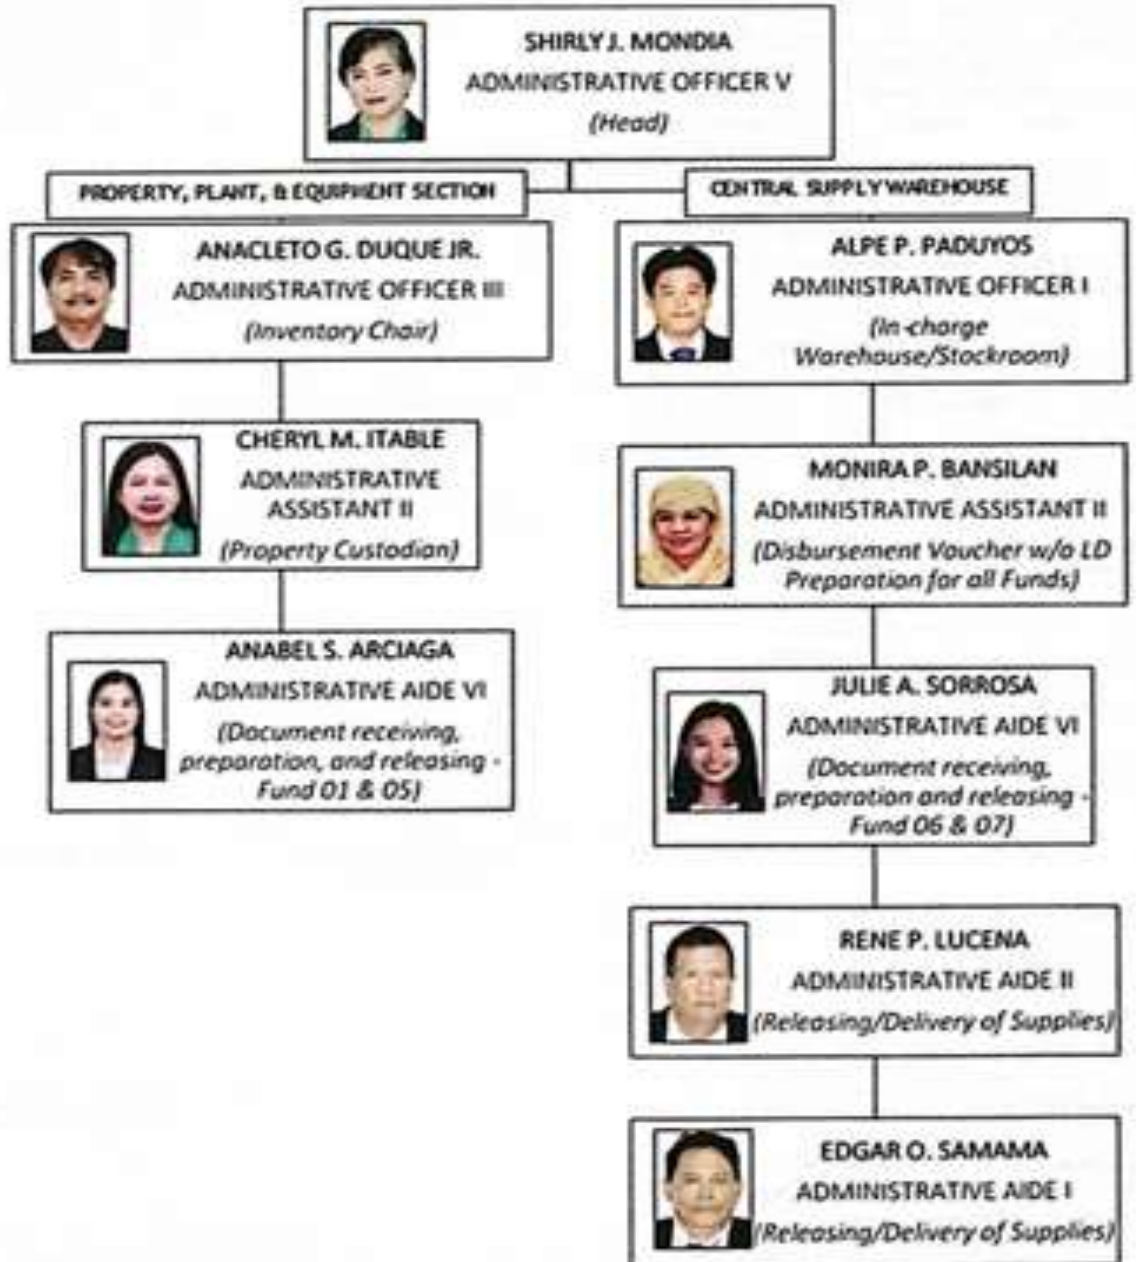 SHIRLY J. MONDIA
ADMINISTRATIVE OFFICER V
(Head)
PROPERTY, PLANT, & EQUIPMENT SECTION
ANACLETO G. DUQUE JR.
ADMINISTRATIVE OFFICER III
(Inventory Chair)
CHERYL M. ITABLE
ADMINISTRATIVE
ASSISTANT II
(Property Custodian)
ANABEL S. ARCIAGA
ADMINISTRATIVE AIDE VI
(Document receiving,
preparation, and releasing -
Fund 01 & 05)
CENTRAL SUPPLY WAREHOUSE
ALPE P. PADUYOS
ADMINISTRATIVE OFFICER I
(In-charge
Warehouse/Stockroom)
MONIRA P. BANSILAN
ADMINISTRATIVE ASSISTANT II
(Disbursement Voucher w/o LD
Preparation for all Funds)
JULIE A. SORROSA
ADMINISTRATIVE AIDE VI
(Document receiving,
preparation and releasing -
Fund 06 & 07)
RENE P. LUCENA
ADMINISTRATIVE AIDE II
(Releasing/Delivery of Supplies)
EDGAR O. SAMAMA
ADMINISTRATIVE AIDE I
(Releasing/Delivery of Supplies)